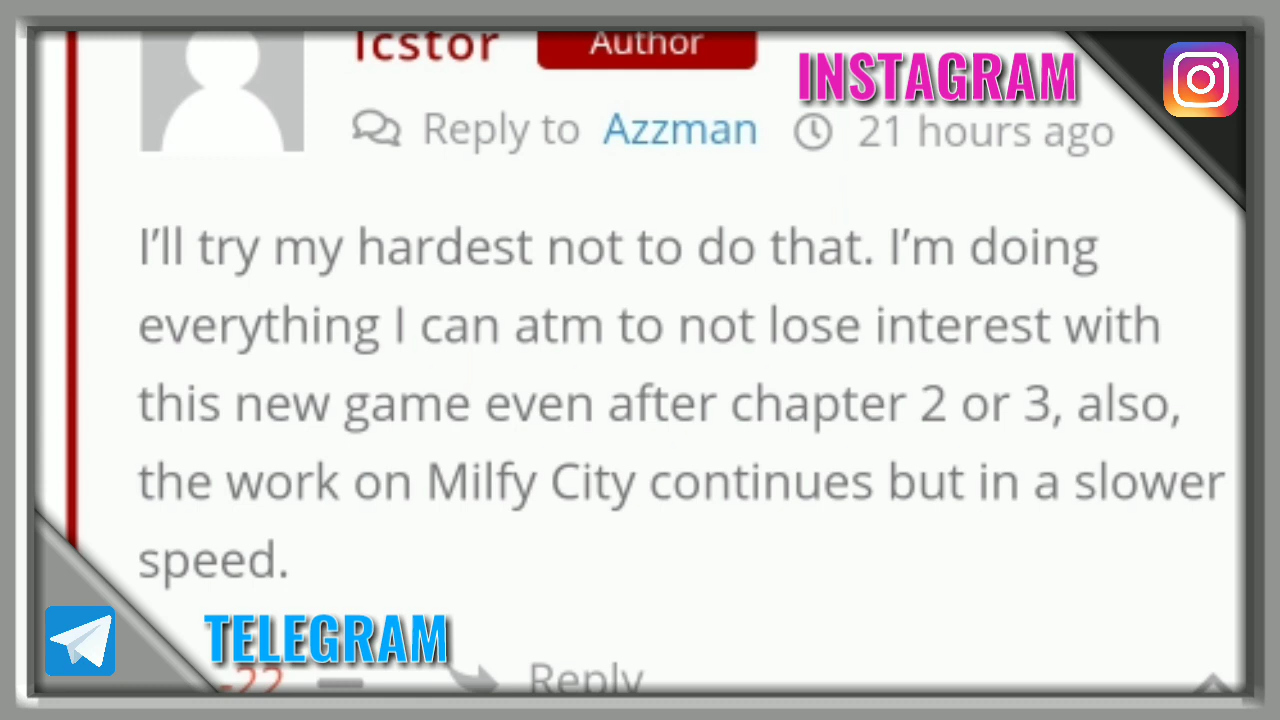 Icstor Author
INSTAGRAM
Reply to Azzman 21 hours ago
I'll try my hardest not to do that. I'm doing
everything I can atm to not lose interest with
this new game even after chapter 2 or 3, also,
the work on Milfy City continues but in a slower
speed.
TELEGRAM
-22 Reply